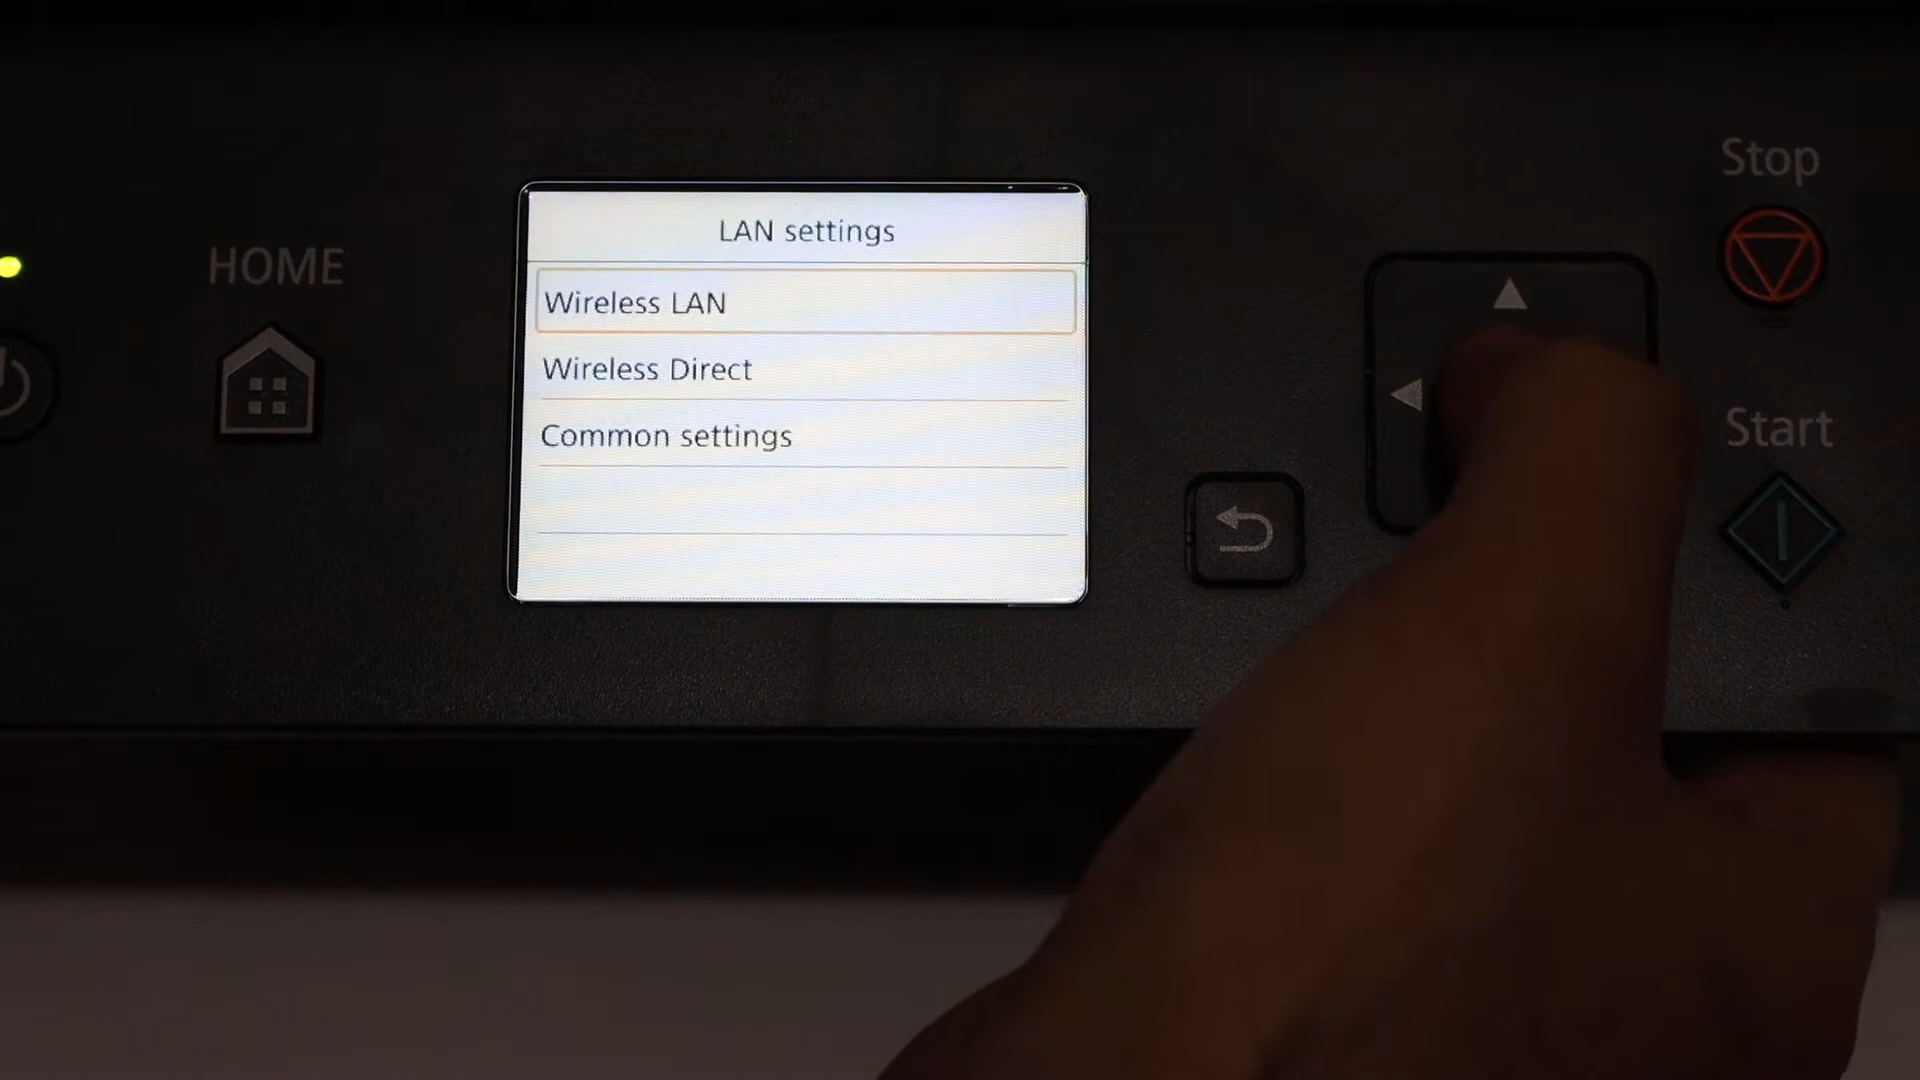 Stop
HOME
LAN settings
Wireless LAN
Wireless Direct
Common settings
Start